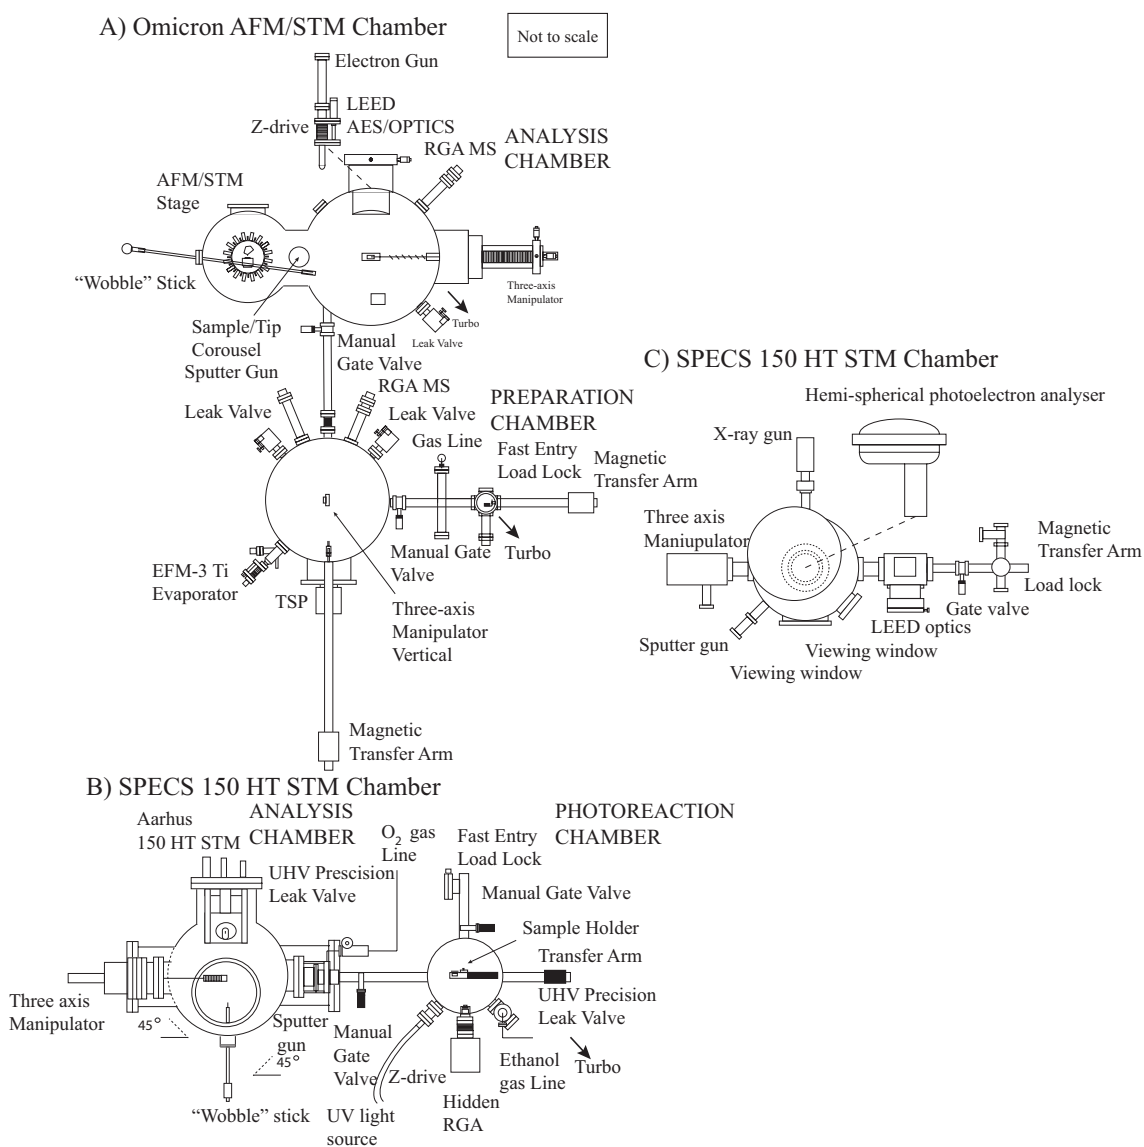 A) Omicron AFM/STM Chamber
Not to scale
Electron Gun
LEED
AES/OPTICS
Z-drive
RGA MS
ANALYSIS
CHAMBER
AFM/STM
Stage
“Wobble” Stick
Three-axis
Manipulator
Turbo
Leak Valve
Sample/Tip
Corousel
Sputter Gun
Manual
Gate Valve
RGA MS
Leak Valve
Leak Valve
Gas Line
PREPARATION
CHAMBER
Fast Entry
Load Lock
Magnetic
Transfer Arm
Manual Gate
Valve
Turbo
EFM-3 Ti
Evaporator
TSP
Three-axis
Manipulator
Vertical
Magnetic
Transfer Arm
C) SPECS 150 HT STM Chamber
Hemi-spherical photoelectron analyser
X-ray gun
Three axis
Maniupulator
Magnetic
Transfer Arm
Load lock
Gate valve
LEED optics
Sputter gun
Viewing window
Viewing window
B) SPECS 150 HT STM Chamber
Aarhus
150 HT STM
ANALYSIS
CHAMBER
O2 gas
Line
UHV Prescision
Leak Valve
PHOTOREACTION
CHAMBER
Fast Entry
Load Lock
Manual Gate Valve
Sample Holder
Transfer Arm
UHV Precision
Leak Valve
Three axis
Manipulator
45°
Sputter
gun
45°
Manual
Gate
Valve
Z-drive
Ethanol
gas Line
Turbo
“Wobble” stick
UV light
source
Hidden
RGA